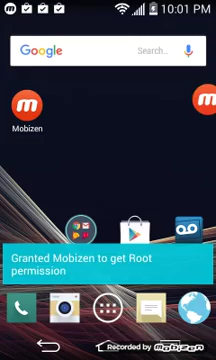 10:01 PM
Google Search...
Mobizen
Granted Mobizen to get Root
permission
Recorded by Mobizen